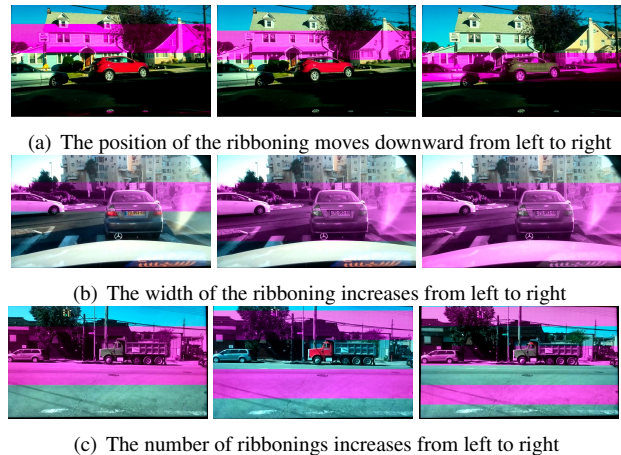 (a) The position of the ribboning moves downward from left to right
(b) The width of the ribboning increases from left to right
(c) The number of ribbonings increases from left to right